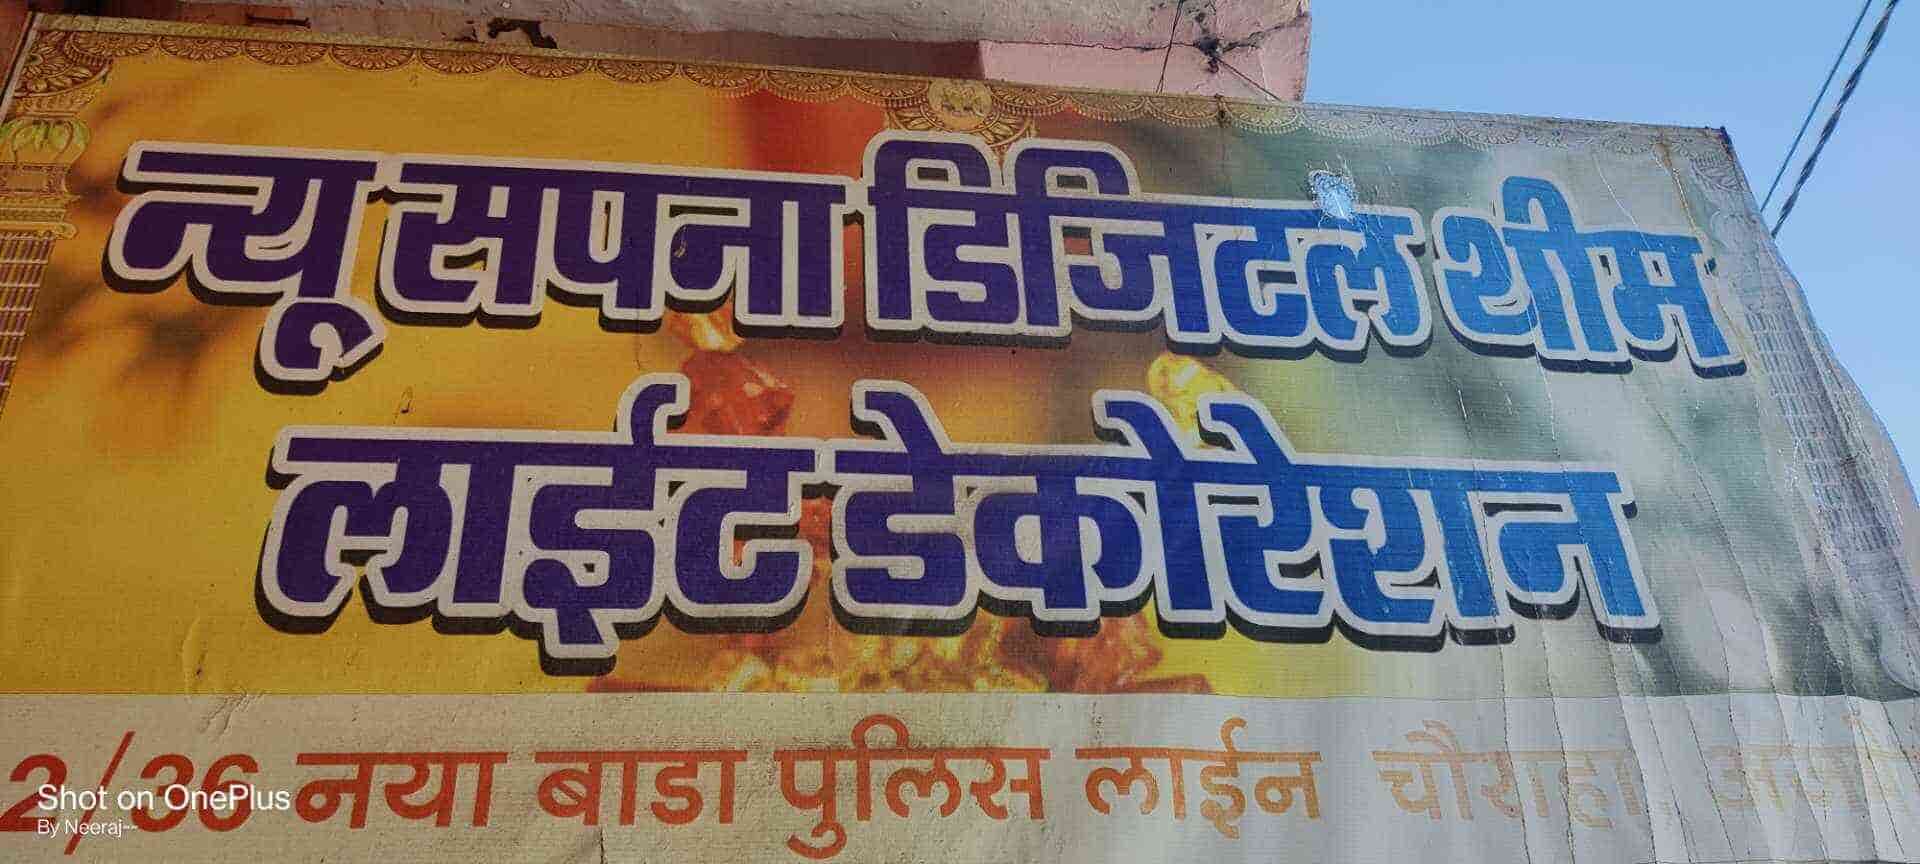 न्यू सपना डिजिटल थीम
लाईट डेकोरेशन
2/36 नया बाडा पुलिस लाईन चौराहा
Shot on OnePlus
By Neeraj--